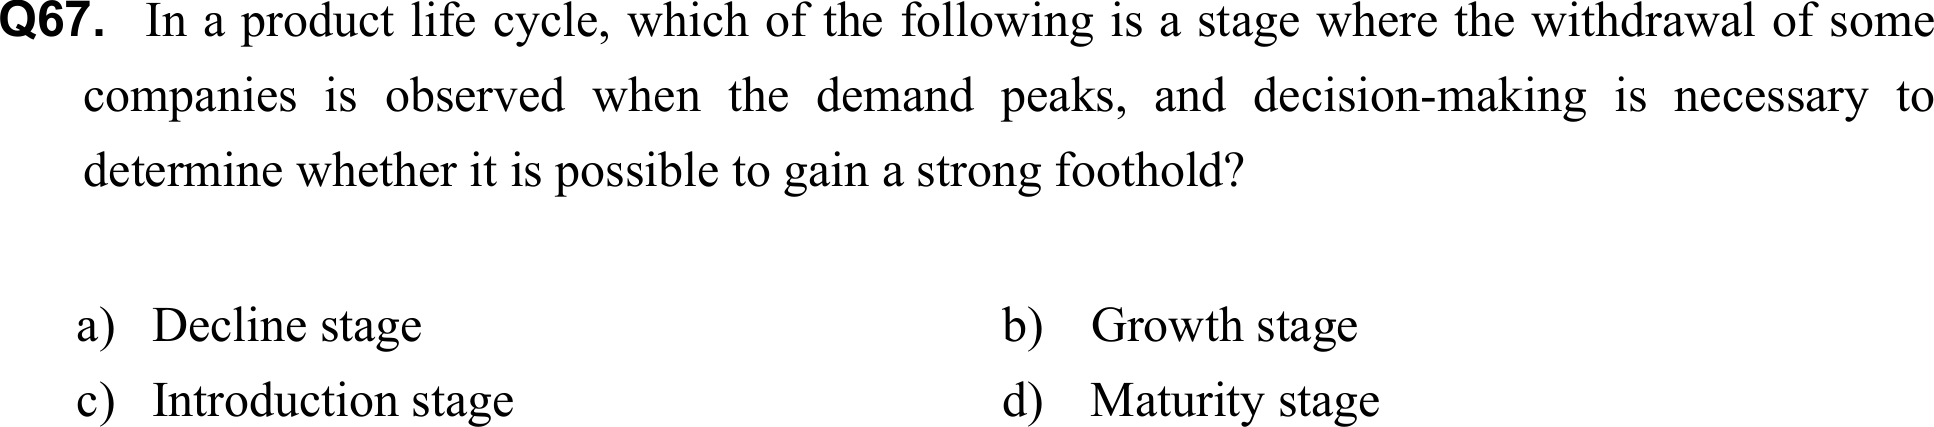 Q67. In a product life cycle, which of the following is a stage where the withdrawal of some
companies is observed when the demand peaks, and decision-making is necessary to
determine whether it is possible to gain a strong foothold?
a) Decline stage b) Growth stage
c) Introduction stage d) Maturity stage